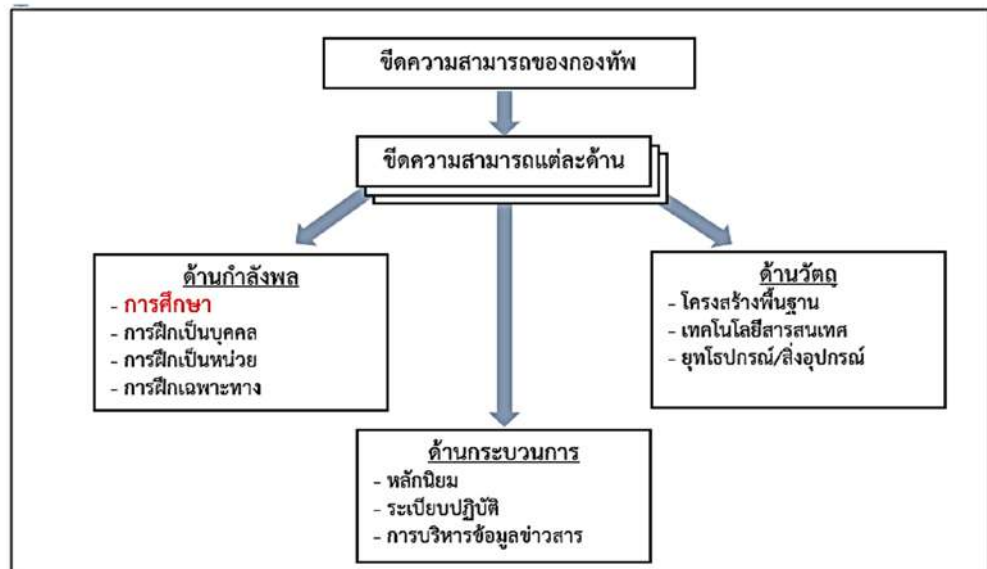 ขีดความสามารถของกองทัพ
ขีดความสามารถแต่ละด้าน
ด้านกำลังพล
- การศึกษา
- การฝึกเป็นบุคคล
- การฝึกเป็นหน่วย
- การฝึกเฉพาะทาง
ด้านวัตถุ
- โครงสร้างพื้นฐาน
- เทคโนโลยีสารสนเทศ
- ยุทโธปกรณ์/สิ่งอุปกรณ์
ด้านกระบวนการ
- หลักนิยม
- ระเบียบปฏิบัติ
- การบริหารข้อมูลข่าวสาร